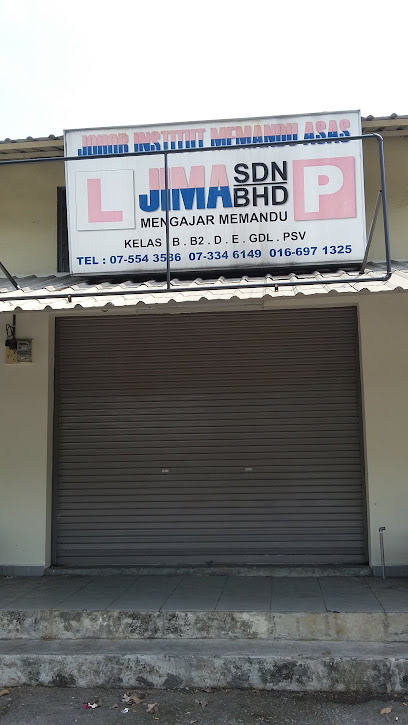 JOHOR INSTITUT MEMANDU ASAS
L JIMA SDN BHD P
MENGAJAR MEMANDU
KELAS B . B2 . D . E . GDL . PSV
TEL : 07-554 3536 07-334 6149 016-697 1325